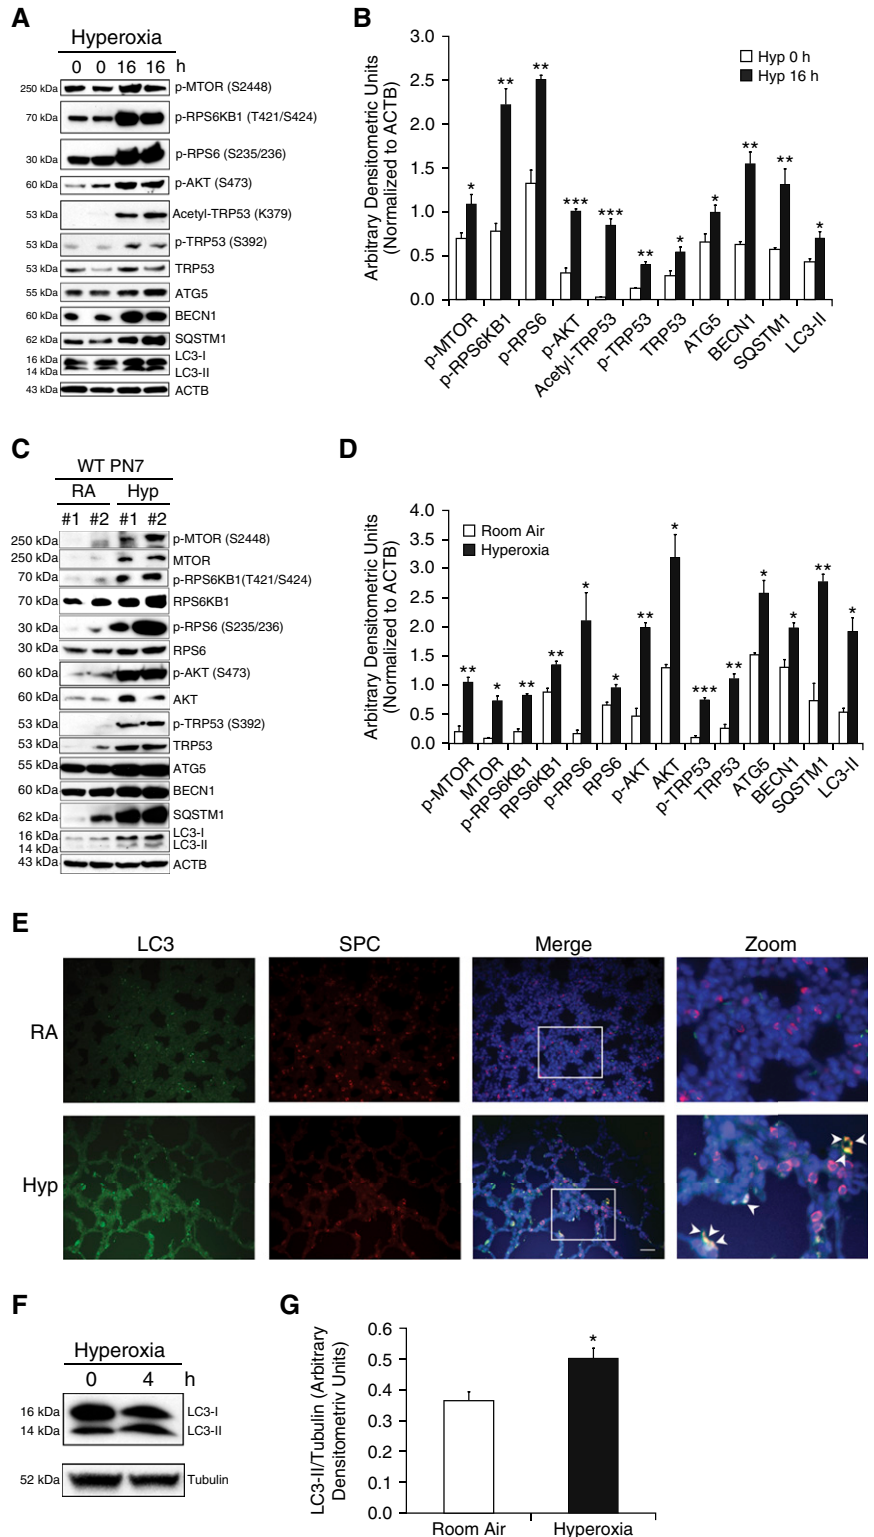 A
Hyperoxia
0 0 16 16 h
250 kDa p-MTOR (S2448)
70 kDa p-RPS6KB1 (T421/S424)
30 kDa p-RPS6 (S235/236)
60 kDa p-AKT (S473)
53 kDa Acetyl-TRP53 (K379)
53 kDa p-TRP53 (S392)
53 kDa TRP53
55 kDa ATG5
60 kDa BECN1
62 kDa SQSTM1
16 kDa LC3-I
14 kDa LC3-II
43 kDa ACTB
B
Arbitrary Densitometric Units
(Normalized to ACTB)
3.0
2.5
2.0
1.5
1.0
0.5
0.0
Hyp 0 h
Hyp 16 h
* ** ** *** *** ** * * ** ** *
p-MTOR
p-RPS6KB1
p-RPS6
p-AKT
Acetyl-TRP53
p-TRP53
TRP53
ATG5
BECN1
SQSTM1
LC3-II
C
WT PN7
RA Hyp
#1 #2 #1 #2
250 kDa p-MTOR (S2448)
250 kDa MTOR
70 kDa p-RPS6KB1(T421/S424)
70 kDa RPS6KB1
30 kDa p-RPS6 (S235/236)
30 kDa RPS6
60 kDa p-AKT (S473)
60 kDa AKT
53 kDa p-TRP53 (S392)
53 kDa TRP53
55 kDa ATG5
60 kDa BECN1
62 kDa SQSTM1
16 kDa LC3-I
14 kDa LC3-II
43 kDa ACTB
D
Arbitrary Densitometric Units
(Normalized to ACTB)
4.0
3.5
3.0
2.5
2.0
1.5
1.0
0.5
0.0
Room Air
Hyperoxia
** * ** ** * * ** * *** ** * * ** *
p-MTOR
MTOR
p-RPS6KB1
RPS6KB1
p-RPS6
RPS6
p-AKT
AKT
p-TRP53
TRP53
ATG5
BECN1
SQSTM1
LC3-II
E
LC3 SPC Merge Zoom
RA
Hyp
F
Hyperoxia
0 4 h
16 kDa LC3-I
14 kDa LC3-II
52 kDa Tubulin
G
LC3-II/Tubulin (Arbitrary
Densitometriv Units)
0.6
0.5
0.4
0.3
0.2
0.1
0.0
*
Room Air Hyperoxia